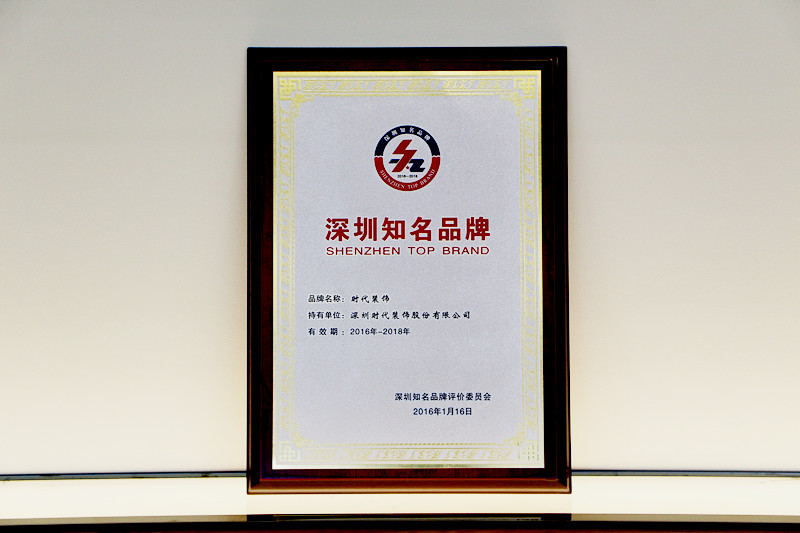 深圳知名品牌
2016—2018
SHENZHEN TOP BRAND
深圳知名品牌
SHENZHEN TOP BRAND
品牌名称：时代装饰
持有单位：深圳时代装饰股份有限公司
有 效 期：2016年-2018年
深圳知名品牌评价委员会
2016年1月16日